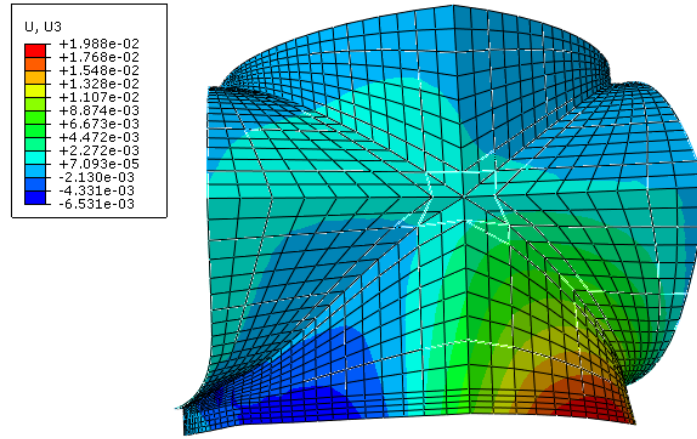 U, U3
+1.988e-02
+1.768e-02
+1.548e-02
+1.328e-02
+1.107e-02
+8.874e-03
+6.673e-03
+4.472e-03
+2.272e-03
+7.093e-05
-2.130e-03
-4.331e-03
-6.531e-03